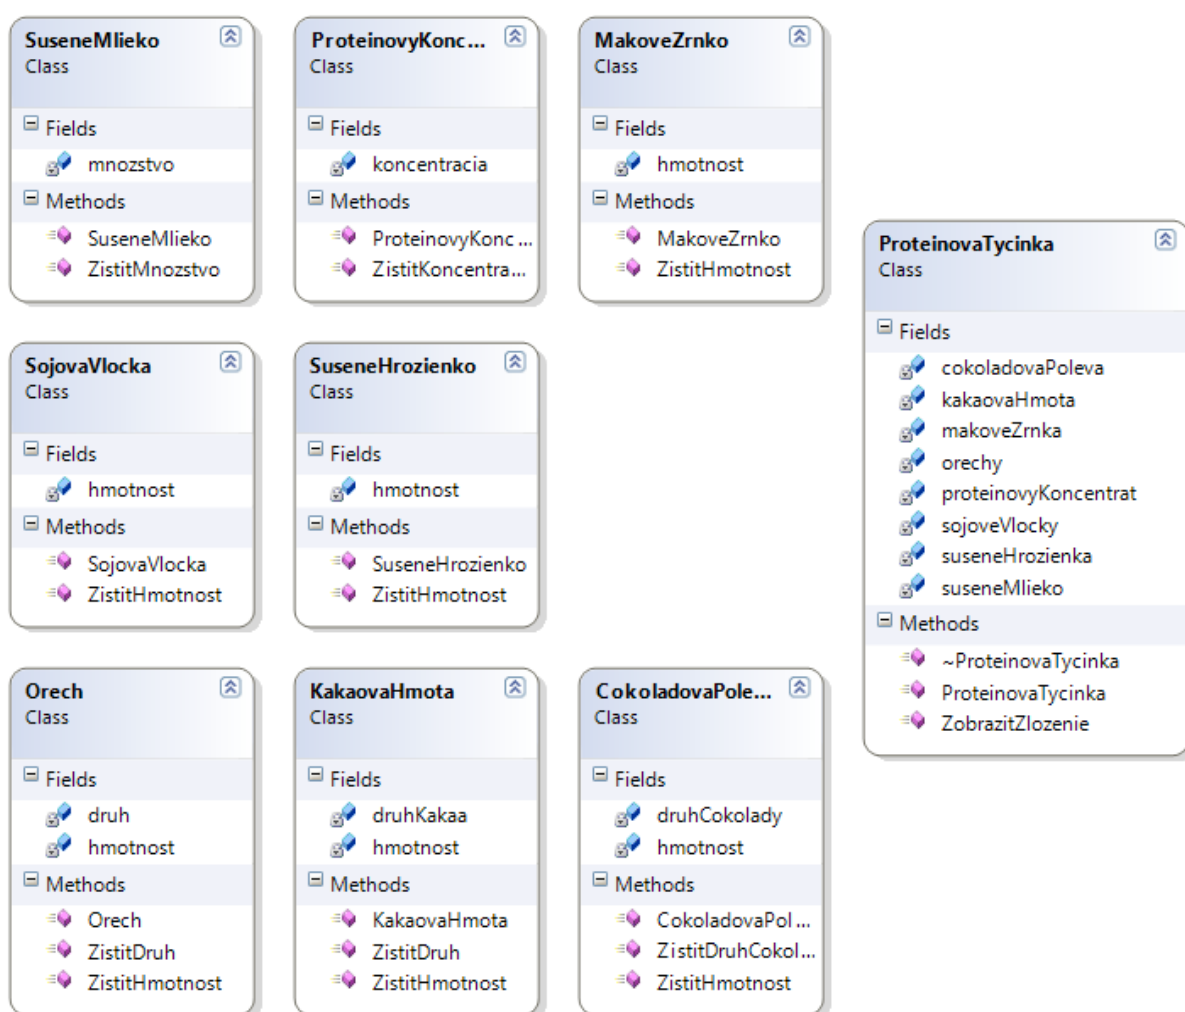 SuseneMlieko
Class
Fields
mnozstvo
Methods
SuseneMlieko
ZistitMnozstvo
ProteinovyKonc...
Class
Fields
koncentracia
Methods
ProteinovyKonc...
ZistitKoncentra...
MakoveZrnko
Class
Fields
hmotnost
Methods
MakoveZrnko
ZistitHmotnost
SojovaVlocka
Class
Fields
hmotnost
Methods
SojovaVlocka
ZistitHmotnost
SuseneHrozienko
Class
Fields
hmotnost
Methods
SuseneHrozienko
ZistitHmotnost
Orech
Class
Fields
druh
hmotnost
Methods
Orech
ZistitDruh
ZistitHmotnost
KakaovaHmota
Class
Fields
druhKakaa
hmotnost
Methods
KakaovaHmota
ZistitDruh
ZistitHmotnost
CokoladovaPole...
Class
Fields
druhCokolady
hmotnost
Methods
CokoladovaPol...
ZistitDruhCokol...
ZistitHmotnost
ProteinovaTycinka
Class
Fields
cokoladovaPoleva
kakaovaHmota
makoveZrnka
orechy
proteinovyKoncentrat
sojoveVlocky
suseneHrozienka
suseneMlieko
Methods
~ProteinovaTycinka
ProteinovaTycinka
ZobrazitZlozenie